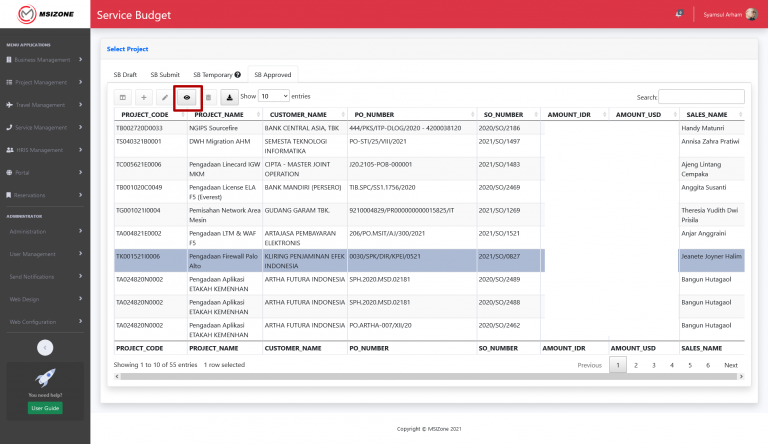 MSIZONE
Service Budget
Syamsul Arham
MENU APPLICATIONS
Business Management
Project Management
Travel Management
Service Management
HRIS Management
Portal
Reservations
ADMINISTRATOR
Administration
User Management
Send Notifications
Web Design
Web Configuration
You need help?
User Guide
Select Project
SB Draft SB Submit SB Temporary SB Approved
Show 10 entries
Search:
PROJECT_CODE PROJECT_NAME CUSTOMER_NAME PO_NUMBER SO_NUMBER AMOUNT_IDR AMOUNT_USD SALES_NAME
TB002720D0033 NGIPS Sourcefire BANK CENTRAL ASIA, TBK 444/PKS/ITP-DLOG/2020 - 4200038120 2020/SO/2186 Handy Matunri
TS040321B0001 DWH Migration AHM SEMESTA TEKNOLOGI PO-STI/25/VIII/2021 2021/SO/1497 Annisa Zahra Pratiwi
INFORMATIKA
TC005621E0006 Pengadaan Linecard IGW CIPTA - MASTER JOINT J20.2105-POB-000001 2021/SO/1483 Ajeng Lintang
MKM OPERATION Cempaka
TB001020C0049 Pengadaan License ELA BANK MANDIRI (PERSERO) TIB.SPC/SS1.1756/2020 2020/SO/2469 Anggita Susanti
F5 (Everest)
TG001021I0004 Pemisahan Network Area GUDANG GARAM TBK. 9210004829/PR000000000015825/IT 2021/SO/1269 Theresia Yudith Dwi
Mesin Prisila
TA004821E0002 Pengadaan LTM & WAF ARTAJASA PEMBAYARAN 206/PO.MSIT/AJ/300/2021 2021/SO/1521 Anjar Anggraini
F5 ELEKTRONIS
TK001521I0006 Pengadaan Firewall Palo KLIRING PENJAMINAN EFEK 0030/SPK/DIR/KPEI/0521 2021/SO/0827 Jeanete Joyner Halim
Alto INDONESIA
TA024820N0002 Pengadaan Aplikasi ARTHA FUTURA INDONESIA SPH.2020.MSD.02181 2020/SO/2489 Bangun Hutagaol
ETAKAH KEMENHAN
TA024820N0002 Pengadaan Aplikasi ARTHA FUTURA INDONESIA SPH.2020.MSD.02181 2020/SO/2488 Bangun Hutagaol
ETAKAH KEMENHAN
TA024820N0002 Pengadaan Aplikasi ARTHA FUTURA INDONESIA PO.ARTHA-007/XII/20 2020/SO/2462 Bangun Hutagaol
ETAKAH KEMENHAN
PROJECT_CODE PROJECT_NAME CUSTOMER_NAME PO_NUMBER SO_NUMBER AMOUNT_IDR AMOUNT_USD SALES_NAME
Showing 1 to 10 of 55 entries 1 row selected
Previous 1 2 3 4 5 6 Next
Copyright © MSIZone 2021